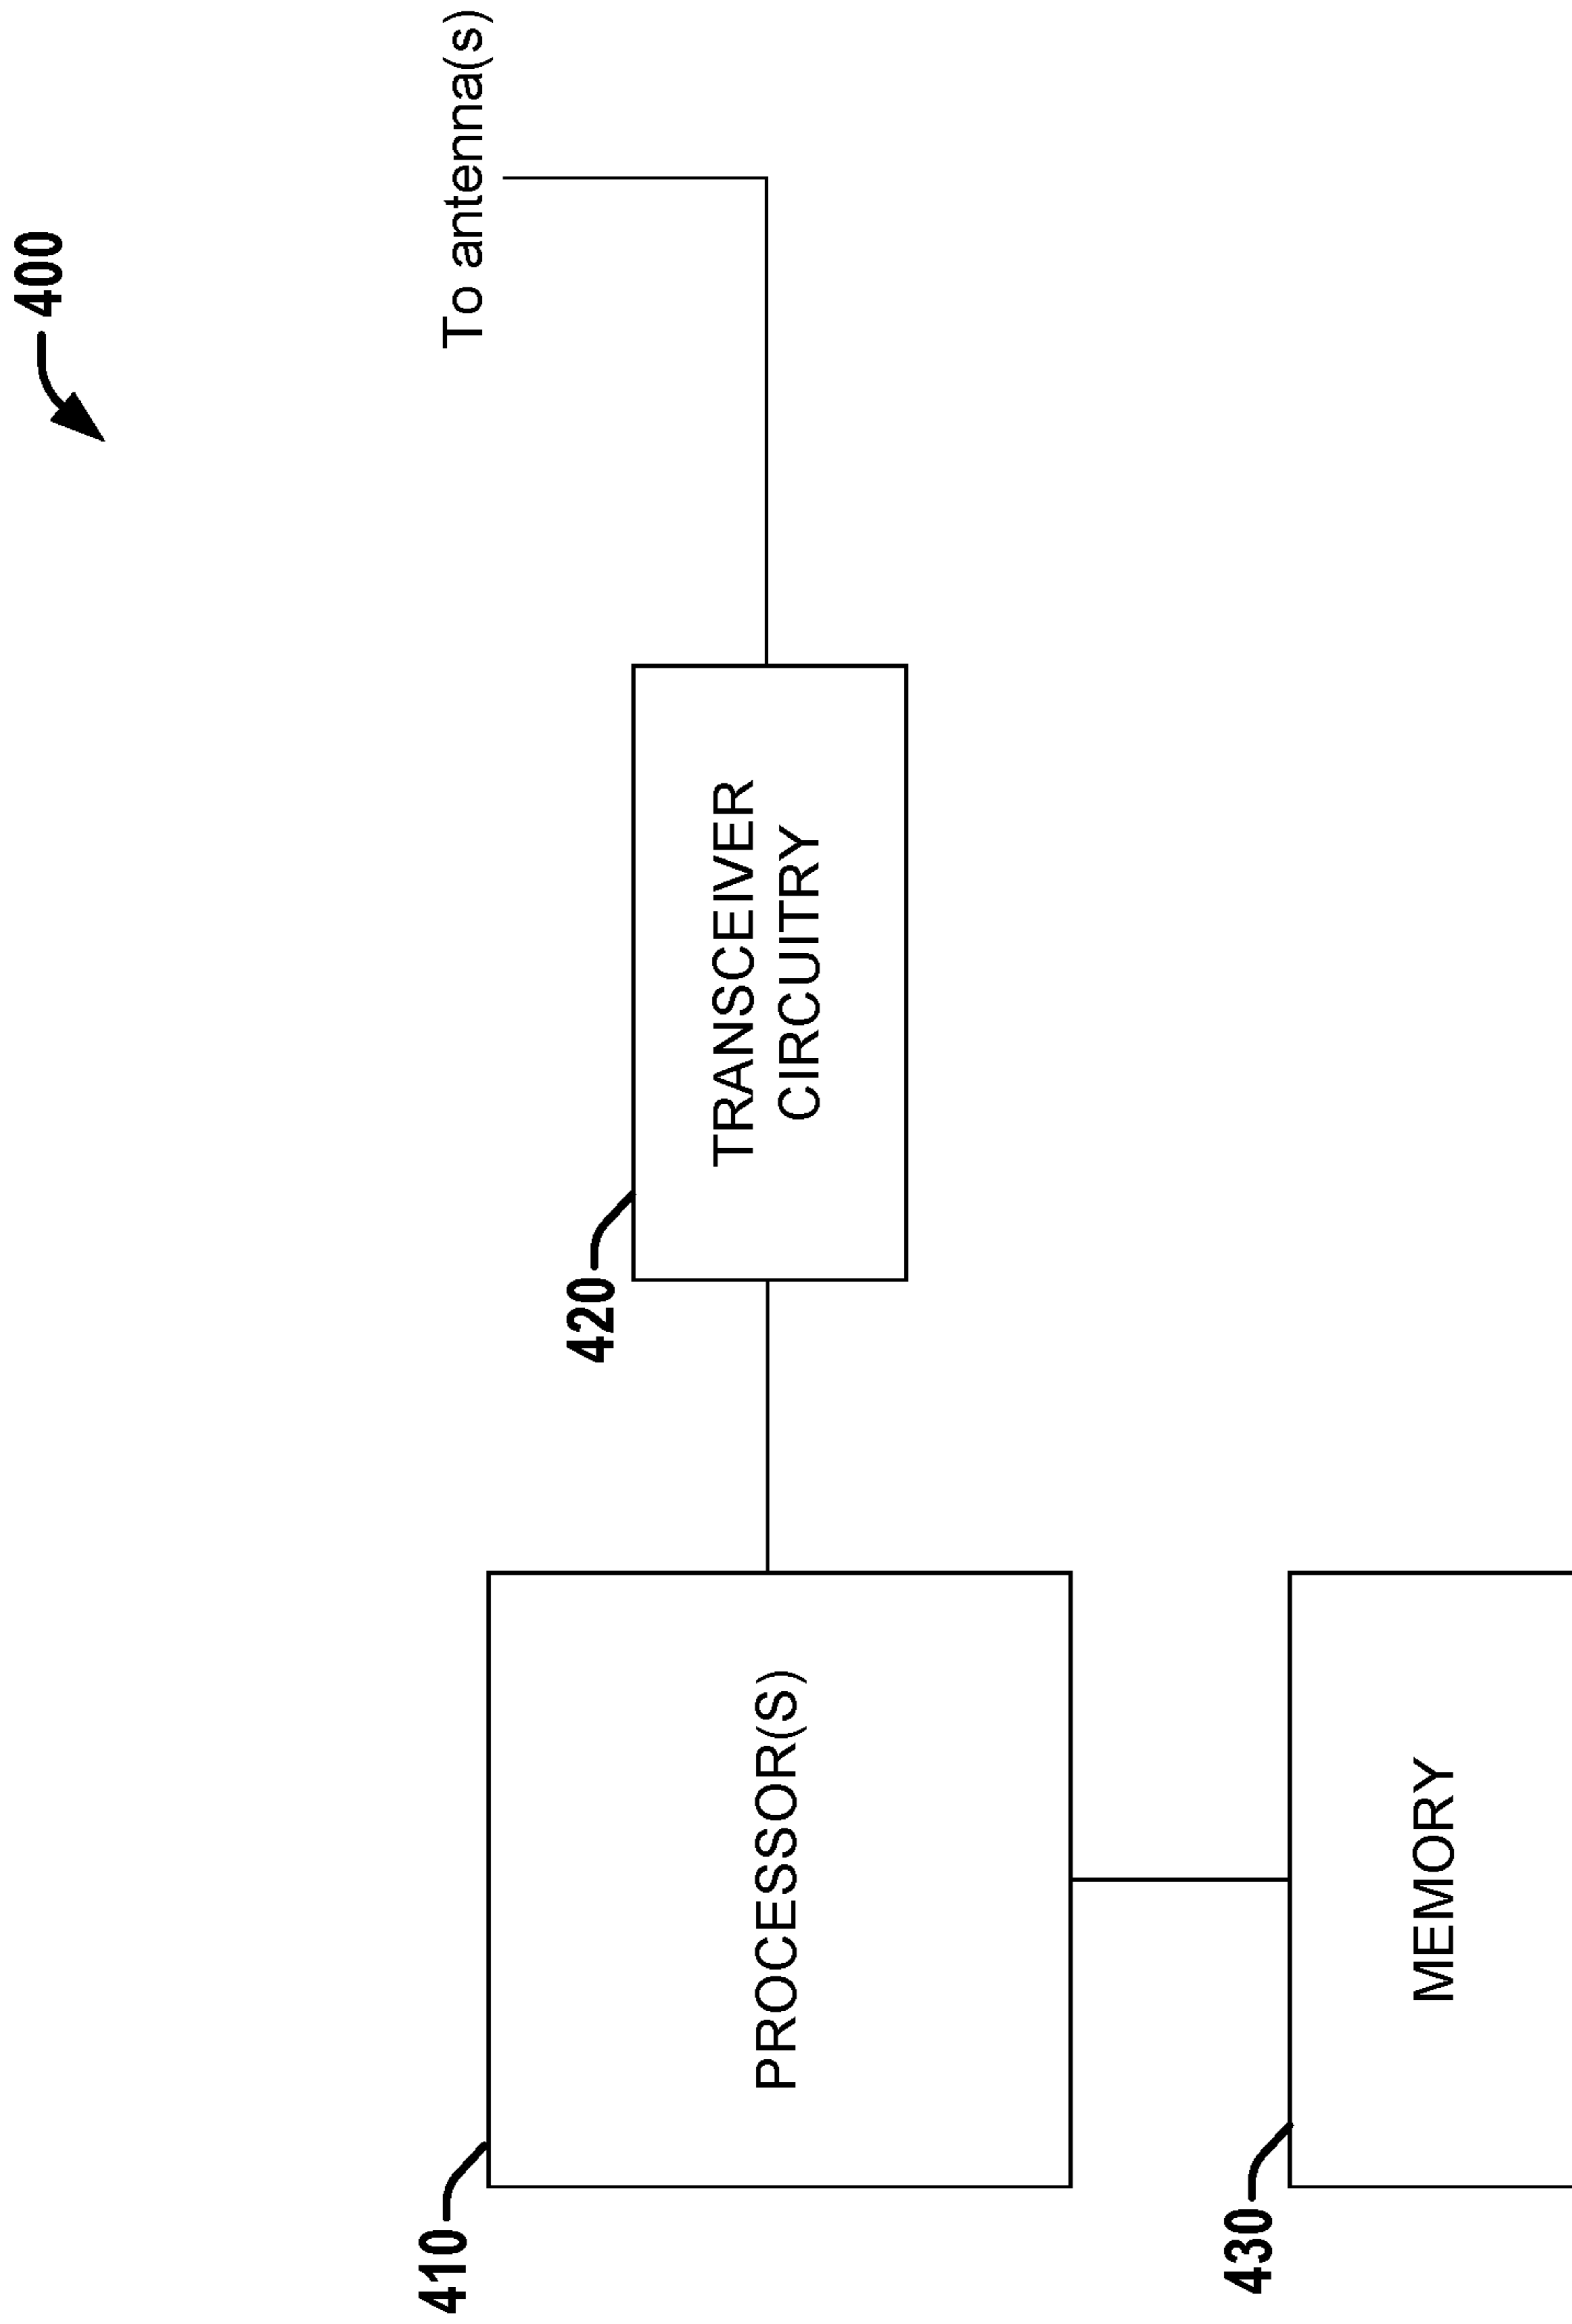 400
To antenna(s)
410
PROCESSOR(S)
420
TRANSCEIVER
CIRCUITRY
430
MEMORY